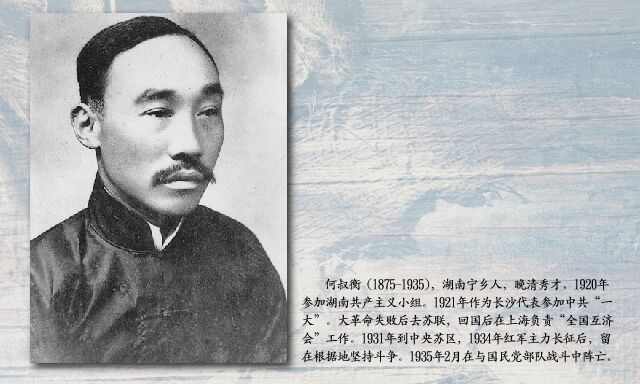 何叔衡（1875-1935），湖南宁乡人，晚清秀才。1920年
参加湖南共产主义小组。1921年作为长沙代表参加中共“一
大”。大革命失败后去苏联，回国后在上海负责“全国互济
会”工作。1931年到中央苏区，1934年红军主力长征后，留
在根据地坚持斗争。1935年2月在与国民党部队战斗中阵亡。